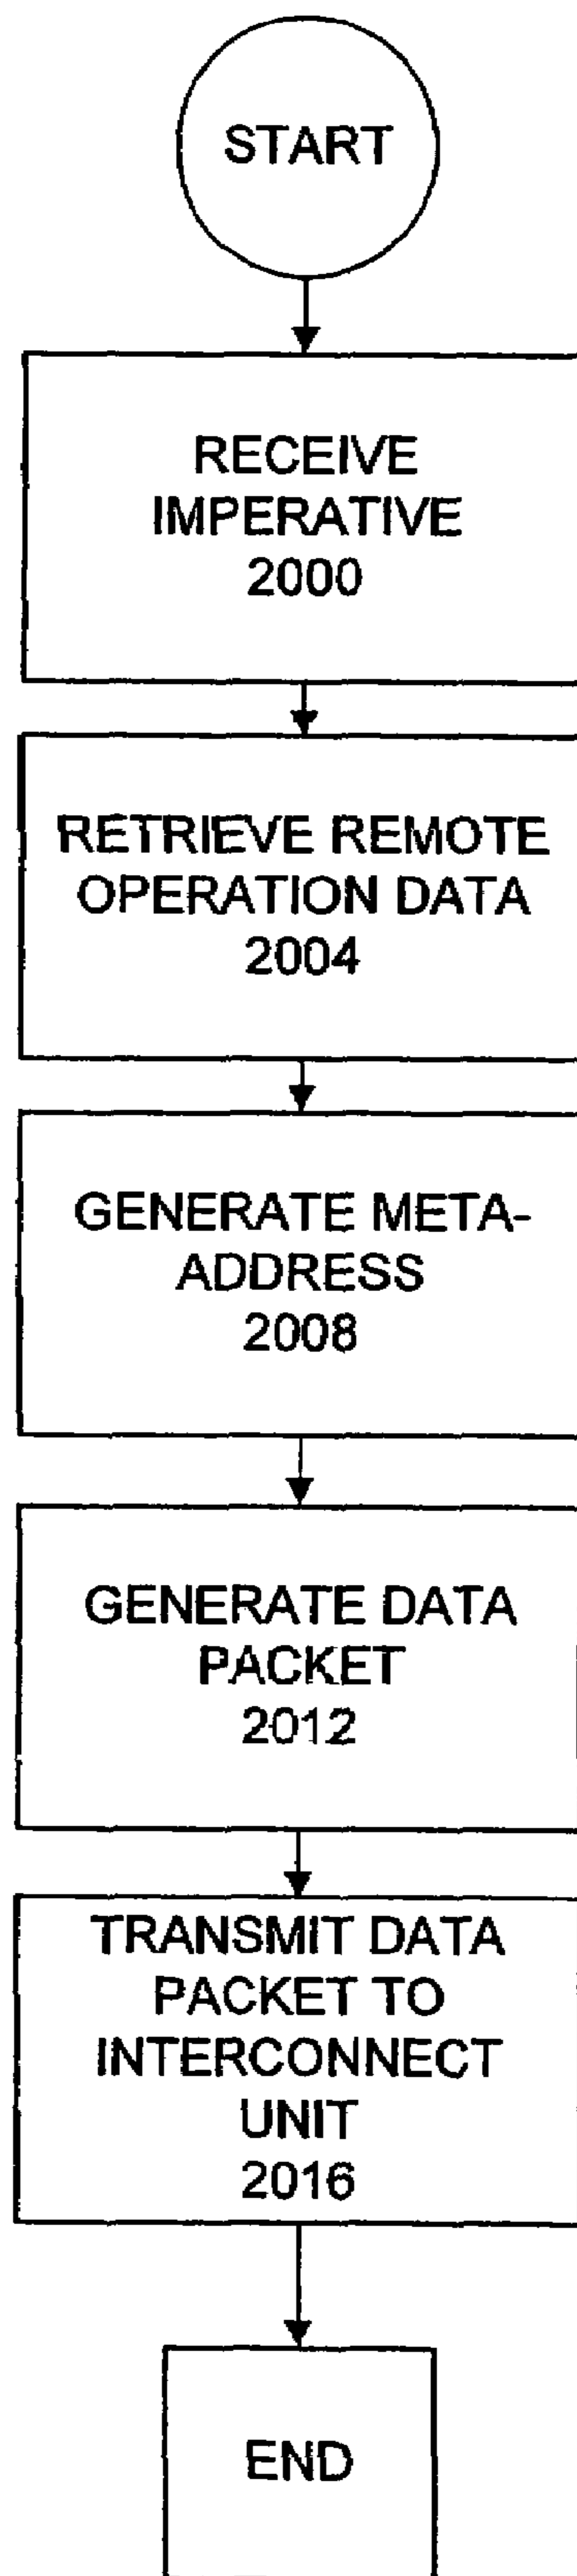 START
RECEIVE
IMPERATIVE
2000
RETRIEVE REMOTE
OPERATION DATA
2004
GENERATE META-
ADDRESS
2008
GENERATE DATA
PACKET
2012
TRANSMIT DATA
PACKET TO
INTERCONNECT
UNIT
2016
END